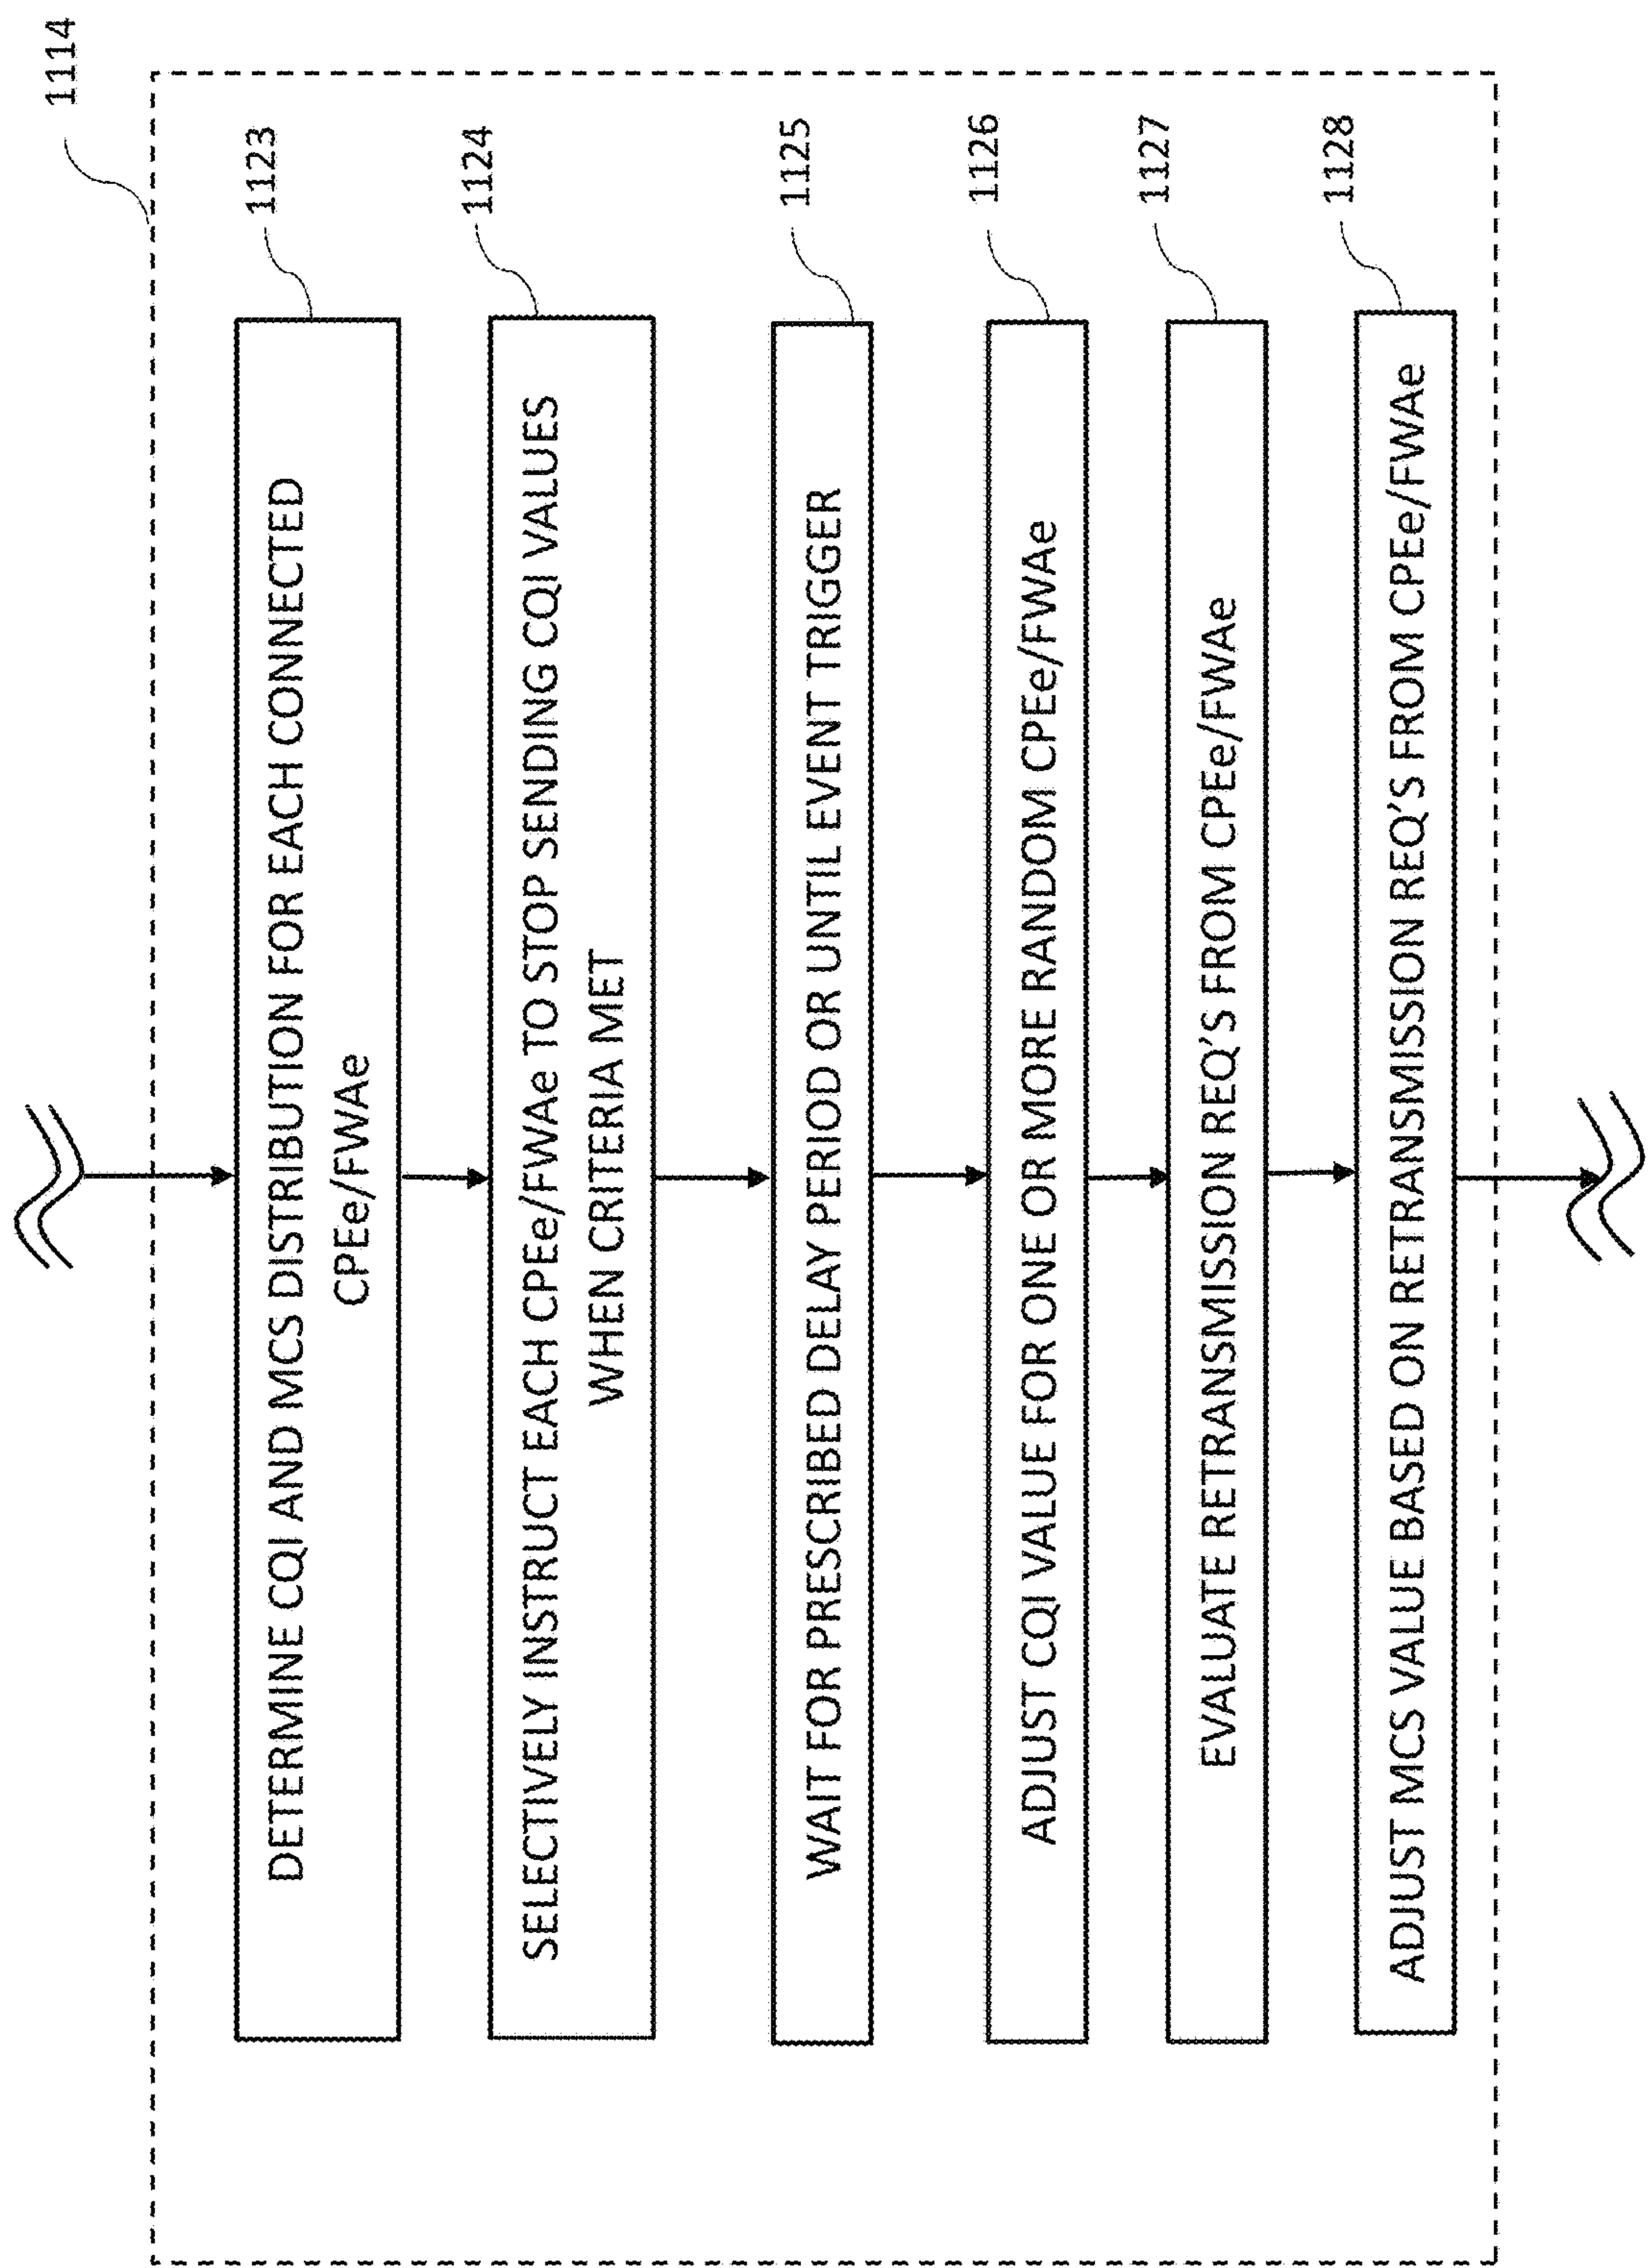 1114
1123
DETERMINE CQI AND MCS DISTRIBUTION FOR EACH CONNECTED
CPEe/FWAe
1124
SELECTIVELY INSTRUCT EACH CPEe/FWAe TO STOP SENDING CQI VALUES
WHEN CRITERIA MET
1125
WAIT FOR PRESCRIBED DELAY PERIOD OR UNTIL EVENT TRIGGER
1126
ADJUST CQI VALUE FOR ONE OR MORE RANDOM CPEe/FWAe
1127
EVALUATE RETRANSMISSION REQ'S FROM CPEe/FWAe
1128
ADJUST MCS VALUE BASED ON RETRANSMISSION REQ'S FROM CPEe/FWAe